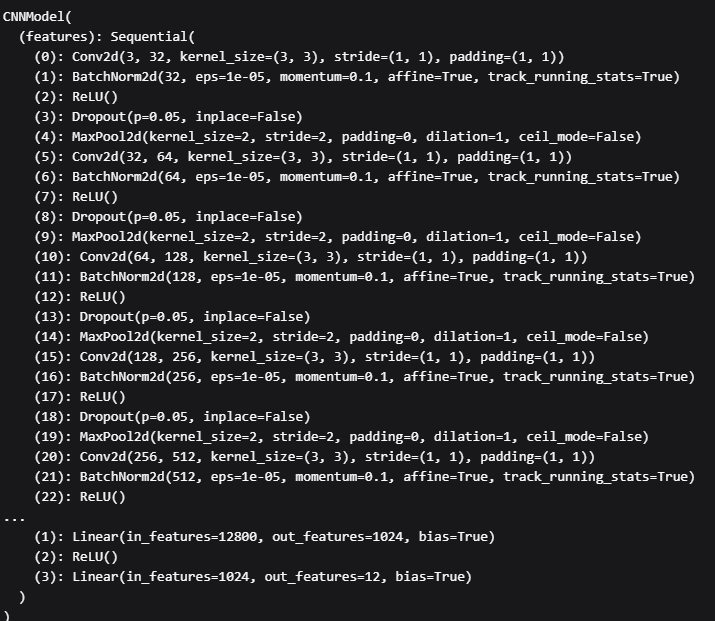 CNNModel(
  (features): Sequential(
    (0): Conv2d(3, 32, kernel_size=(3, 3), stride=(1, 1), padding=(1, 1))
    (1): BatchNorm2d(32, eps=1e-05, momentum=0.1, affine=True, track_running_stats=True)
    (2): ReLU()
    (3): Dropout(p=0.05, inplace=False)
    (4): MaxPool2d(kernel_size=2, stride=2, padding=0, dilation=1, ceil_mode=False)
    (5): Conv2d(32, 64, kernel_size=(3, 3), stride=(1, 1), padding=(1, 1))
    (6): BatchNorm2d(64, eps=1e-05, momentum=0.1, affine=True, track_running_stats=True)
    (7): ReLU()
    (8): Dropout(p=0.05, inplace=False)
    (9): MaxPool2d(kernel_size=2, stride=2, padding=0, dilation=1, ceil_mode=False)
    (10): Conv2d(64, 128, kernel_size=(3, 3), stride=(1, 1), padding=(1, 1))
    (11): BatchNorm2d(128, eps=1e-05, momentum=0.1, affine=True, track_running_stats=True)
    (12): ReLU()
    (13): Dropout(p=0.05, inplace=False)
    (14): MaxPool2d(kernel_size=2, stride=2, padding=0, dilation=1, ceil_mode=False)
    (15): Conv2d(128, 256, kernel_size=(3, 3), stride=(1, 1), padding=(1, 1))
    (16): BatchNorm2d(256, eps=1e-05, momentum=0.1, affine=True, track_running_stats=True)
    (17): ReLU()
    (18): Dropout(p=0.05, inplace=False)
    (19): MaxPool2d(kernel_size=2, stride=2, padding=0, dilation=1, ceil_mode=False)
    (20): Conv2d(256, 512, kernel_size=(3, 3), stride=(1, 1), padding=(1, 1))
    (21): BatchNorm2d(512, eps=1e-05, momentum=0.1, affine=True, track_running_stats=True)
    (22): ReLU()
...
    (1): Linear(in_features=12800, out_features=1024, bias=True)
    (2): ReLU()
    (3): Linear(in_features=1024, out_features=12, bias=True)
  )
)